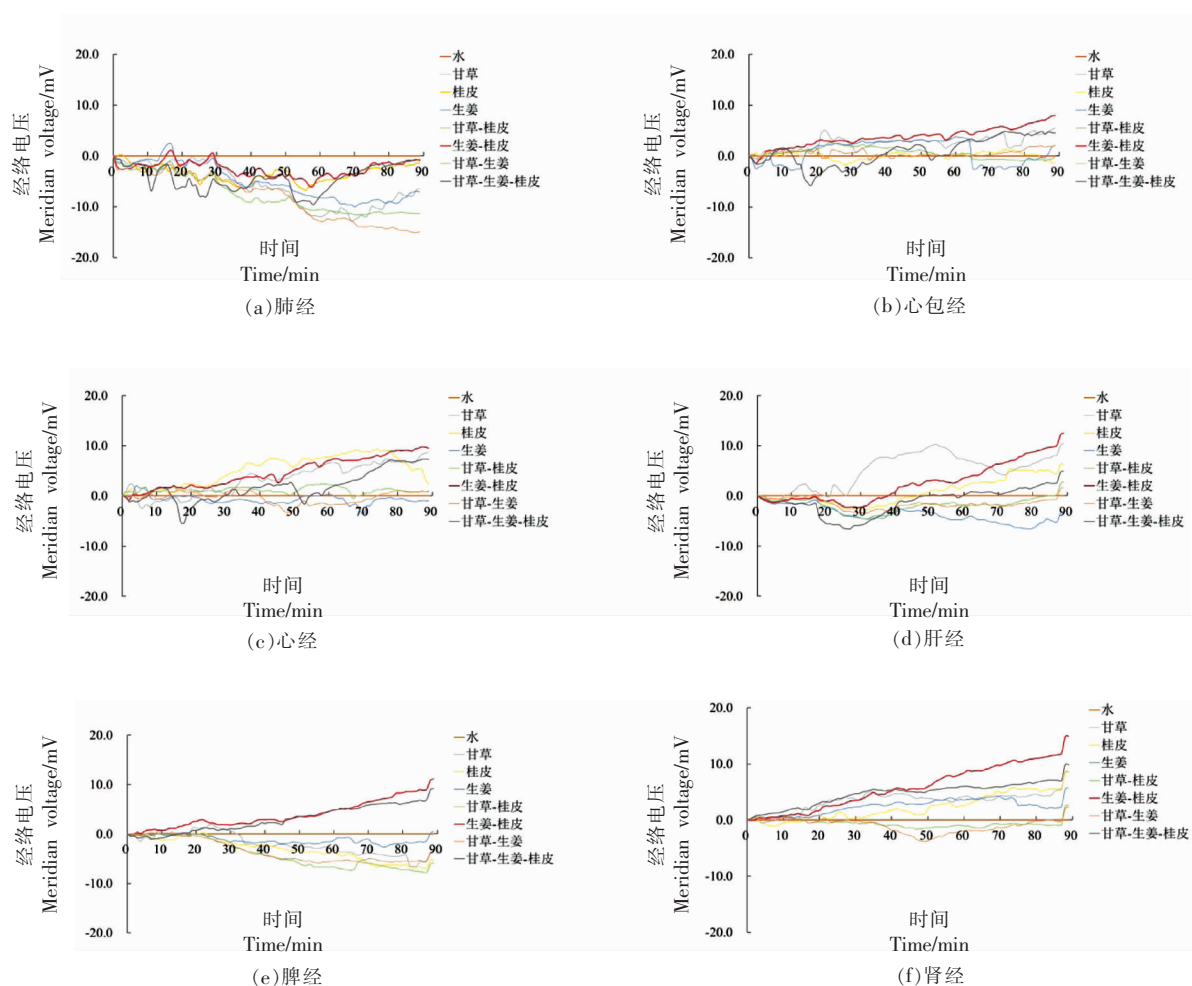 经络电压
Meridian voltage/mV
20.0
10.0
0.0
-10.0
-20.0
0 10 20 30 40 50 60 70 80 90
时间
Time/min
水
甘草
桂皮
生姜
甘草-桂皮
生姜-桂皮
甘草-生姜
甘草-生姜-桂皮
(a)肺经
经络电压
Meridian voltage/mV
20.0
10.0
0.0
-10.0
-20.0
0 10 20 30 40 50 60 70 80 90
时间
Time/min
水
甘草
桂皮
生姜
甘草-桂皮
生姜-桂皮
甘草-生姜
甘草-生姜-桂皮
(b)心包经
经络电压
Meridian voltage/mV
20.0
10.0
0.0
-10.0
-20.0
0 10 20 30 40 50 60 70 80 90
时间
Time/min
水
甘草
桂皮
生姜
甘草-桂皮
生姜-桂皮
甘草-生姜
甘草-生姜-桂皮
(c)心经
经络电压
Meridian voltage/mV
20.0
10.0
0.0
-10.0
-20.0
0 10 20 30 40 50 60 70 80 90
时间
Time/min
水
甘草
桂皮
生姜
甘草-桂皮
生姜-桂皮
甘草-生姜
甘草-生姜-桂皮
(d)肝经
经络电压
Meridian voltage/mV
20.0
10.0
0.0
-10.0
-20.0
0 10 20 30 40 50 60 70 80 90
时间
Time/min
水
甘草
桂皮
生姜
甘草-桂皮
生姜-桂皮
甘草-生姜
甘草-生姜-桂皮
(e)脾经
经络电压
Meridian voltage/mV
20.0
10.0
0.0
-10.0
-20.0
0 10 20 30 40 50 60 70 80 90
时间
Time/min
水
甘草
桂皮
生姜
甘草-桂皮
生姜-桂皮
甘草-生姜
甘草-生姜-桂皮
(f)肾经